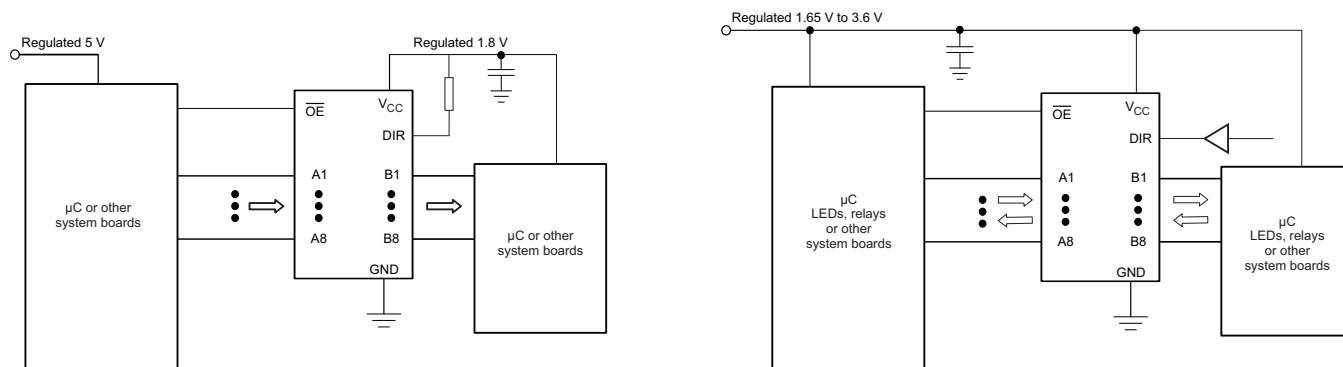 Regulated 5 V
Regulated 1.8 V
OE
VCC
DIR
A1
B1
A8
B8
GND
µC or other
system boards
µC or other
system boards
Regulated 1.65 V to 3.6 V
OE
VCC
DIR
A1
B1
A8
B8
GND
µC
LEDs, relays
or other
system boards
µC
LEDs, relays
or other
system boards